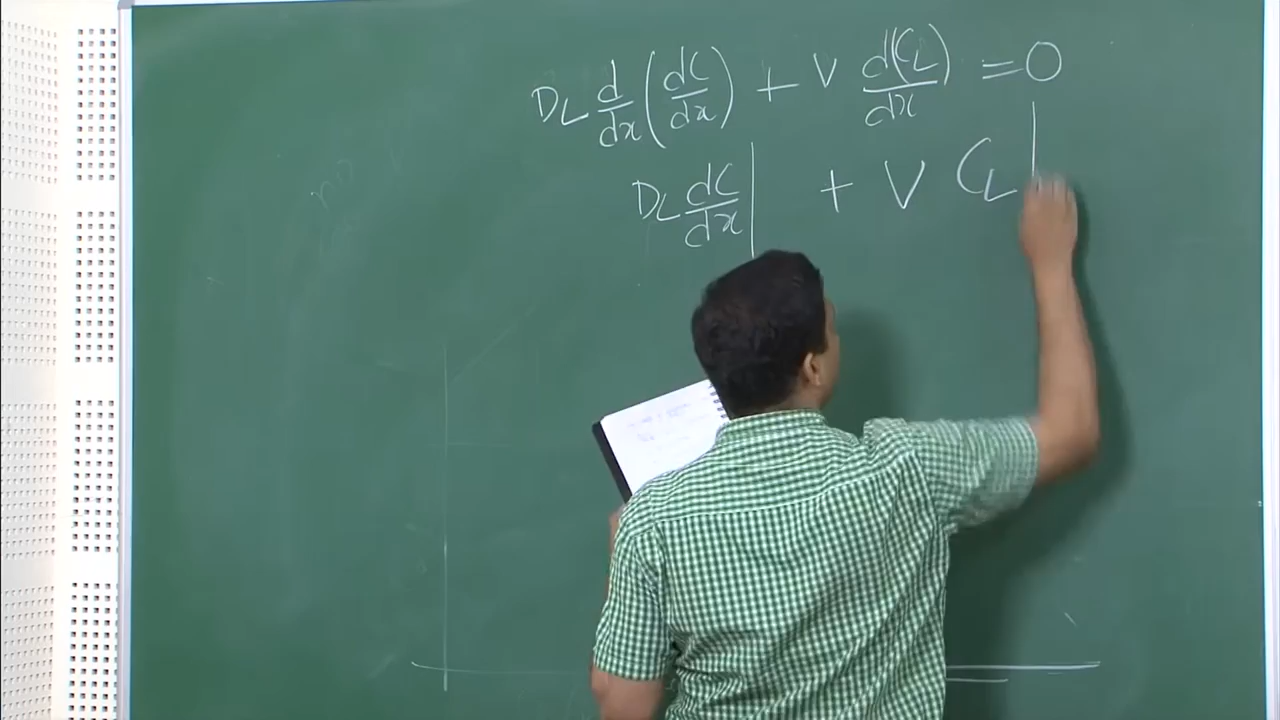 D_L d/dx (dC/dx) + V d(C_L)/dx = 0
D_L dC/dx | + V C_L |